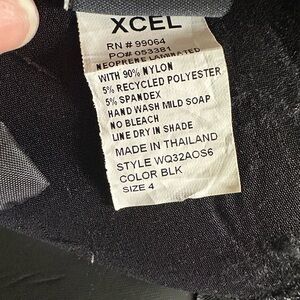 XCEL
RN # 99064
PO# 053381
NEOPRENE LAMINATED
WITH 90% NYLON
5% RECYCLED POLYESTER
5% SPANDEX
HAND WASH MILD SOAP
NO BLEACH
LINE DRY IN SHADE
MADE IN THAILAND
STYLE WQ32AOS6
COLOR BLK
SIZE 4